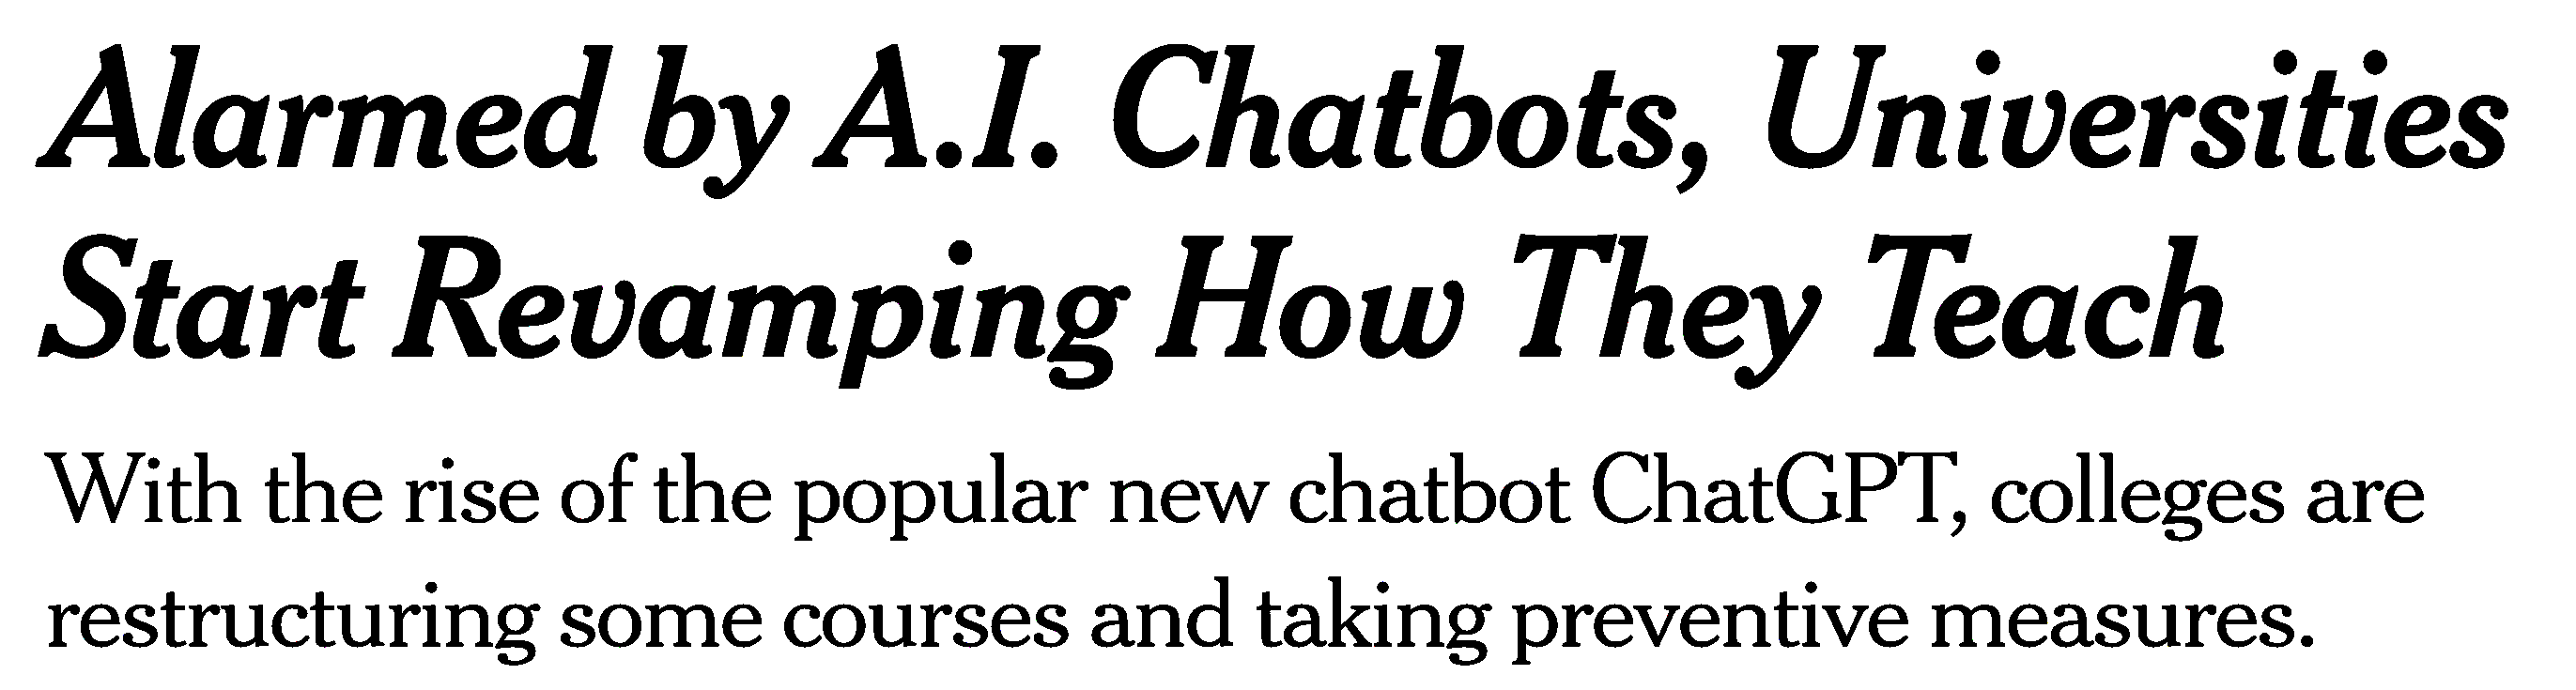 Alarmed by A.I. Chatbots, Universities
Start Revamping How They Teach
With the rise of the popular new chatbot ChatGPT, colleges are
restructuring some courses and taking preventive measures.